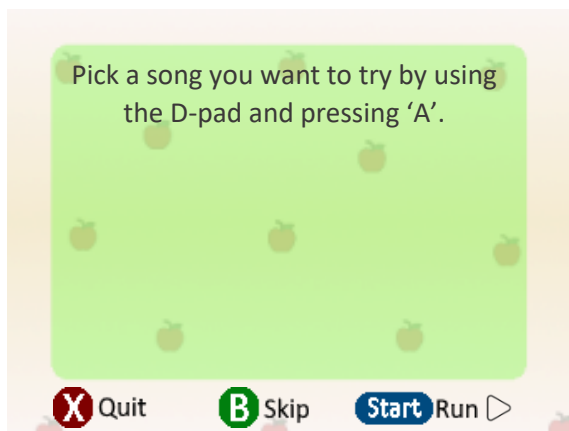 Pick a song you want to try by using
the D-pad and pressing ‘A’.
X Quit B Skip Start Run